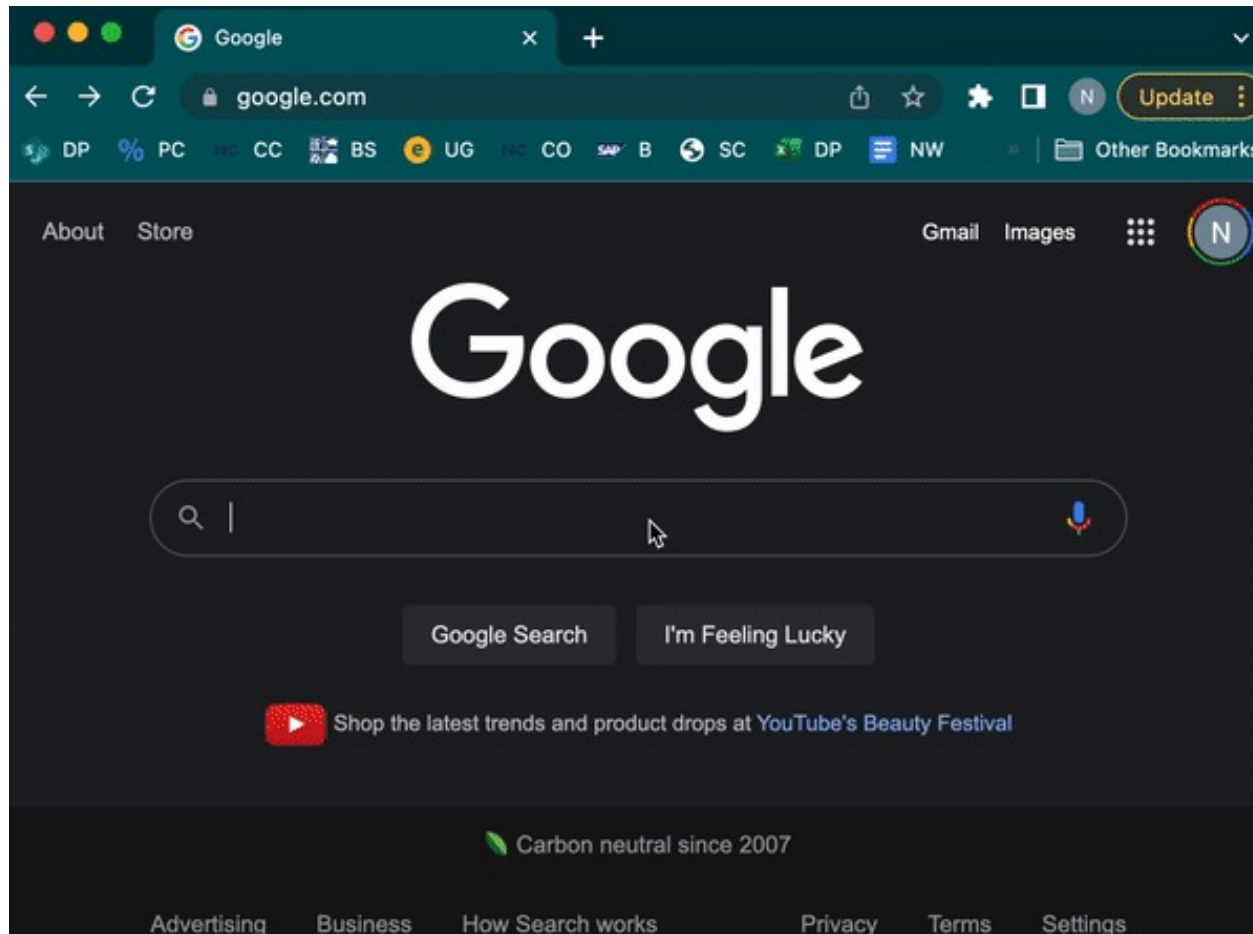 Google
google.com
N Update
DP PC CC BS UG CO B SC DP NW » Other Bookmarks
About Store Gmail Images N
Google
Google Search I'm Feeling Lucky
Shop the latest trends and product drops at YouTube's Beauty Festival
Carbon neutral since 2007
Advertising Business How Search works Privacy Terms Settings